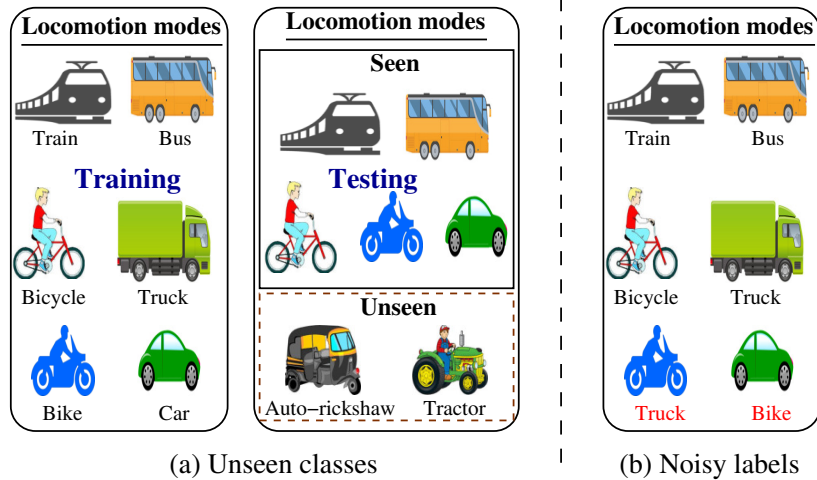 Locomotion modes
Train Bus
Training
Bicycle Truck
Bike Car
Locomotion modes
Seen
Testing
Unseen
Auto−rickshaw Tractor
(a) Unseen classes
Locomotion modes
Train Bus
Bicycle Truck
Truck Bike
(b) Noisy labels